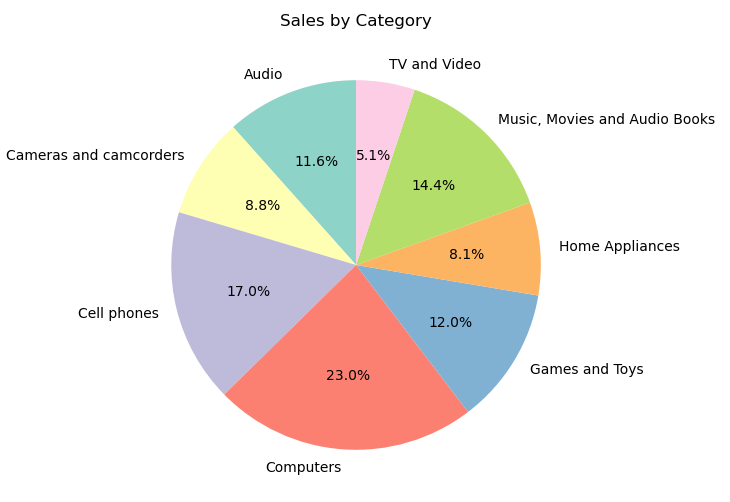 Sales by Category
TV and Video
Audio
Music, Movies and Audio Books
Cameras and camcorders
5.1%
11.6%
14.4%
8.8%
Home Appliances
8.1%
17.0%
Cell phones
12.0%
Games and Toys
23.0%
Computers